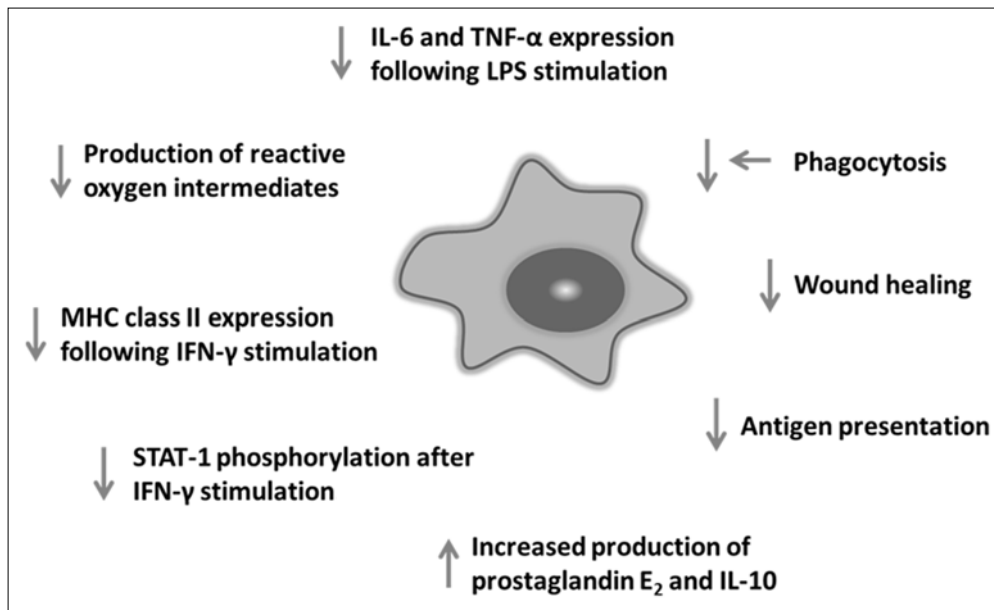 IL-6 and TNF-α expression
following LPS stimulation
Production of reactive
oxygen intermediates
Phagocytosis
Wound healing
MHC class II expression
following IFN-γ stimulation
Antigen presentation
STAT-1 phosphorylation after
IFN-γ stimulation
Increased production of
prostaglandin E₂ and IL-10